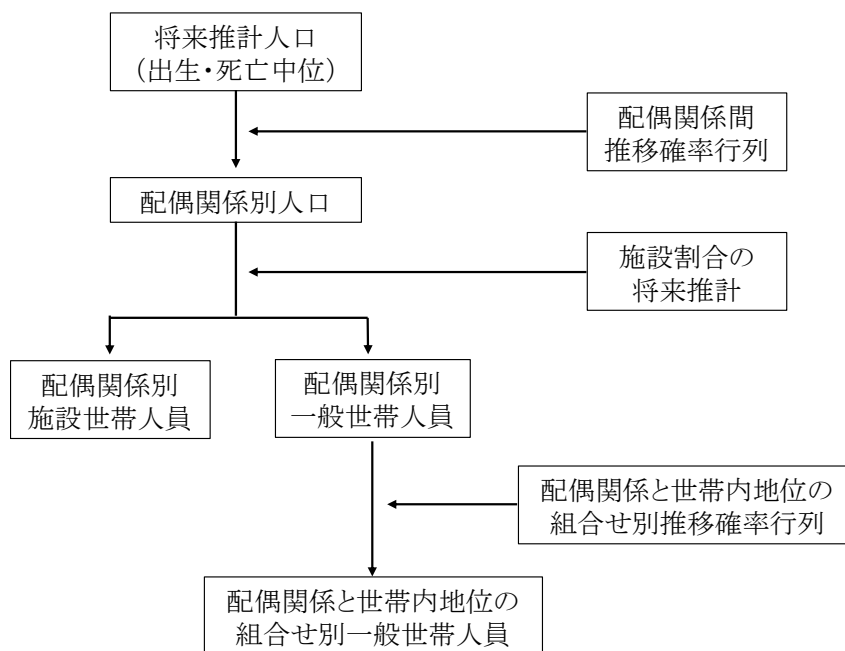 将来推計人口
（出生・死亡中位）
配偶関係間
推移確率行列
配偶関係別人口
施設割合の
将来推計
配偶関係別
施設世帯人員
配偶関係別
一般世帯人員
配偶関係と世帯内地位の
組合せ別推移確率行列
配偶関係と世帯内地位の
組合せ別一般世帯人員